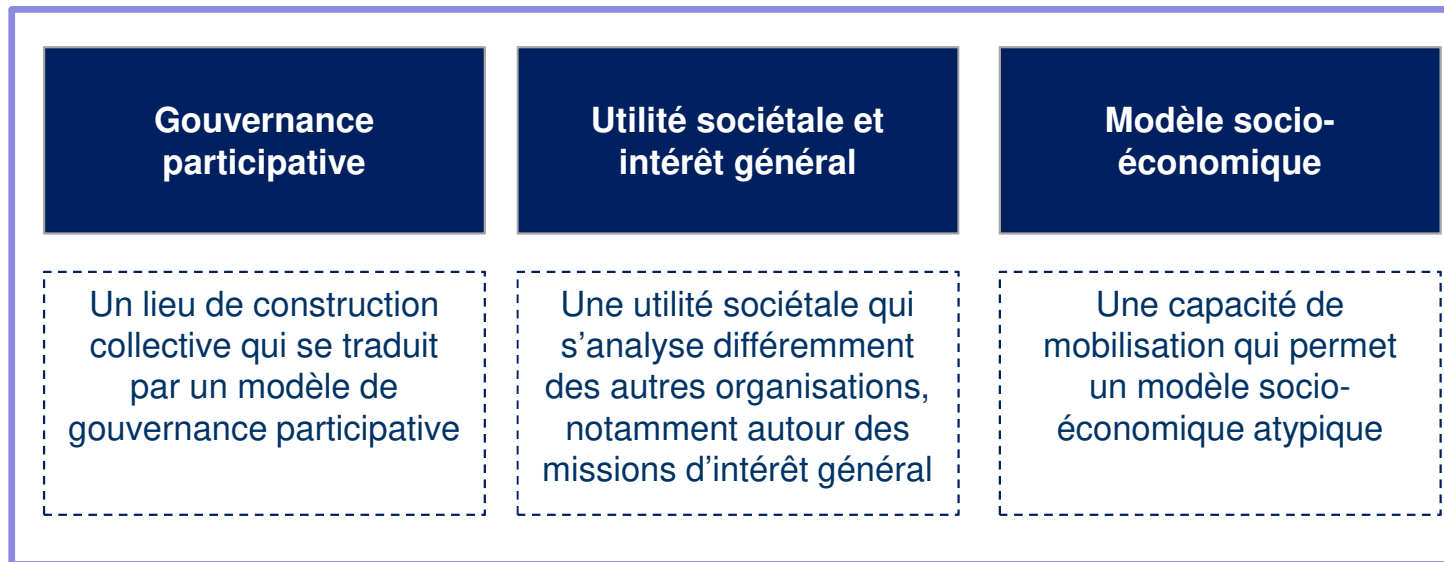 Gouvernance
participative
Utilité sociétale et
intérêt général
Modèle socio-
économique
Un lieu de construction
collective qui se traduit
par un modèle de
gouvernance participative
Une utilité sociétale qui
s’analyse différemment
des autres organisations,
notamment autour des
missions d’intérêt général
Une capacité de
mobilisation qui permet
un modèle socio-
économique atypique